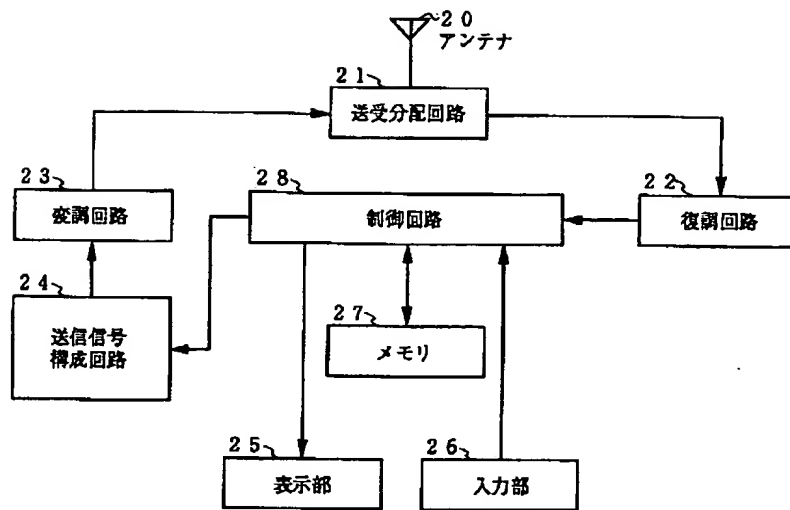 20
アンテナ
21
送受分配回路
23
変調回路
28
制御回路
22
復調回路
24
送信信号
構成回路
27
メモリ
25
表示部
26
入力部